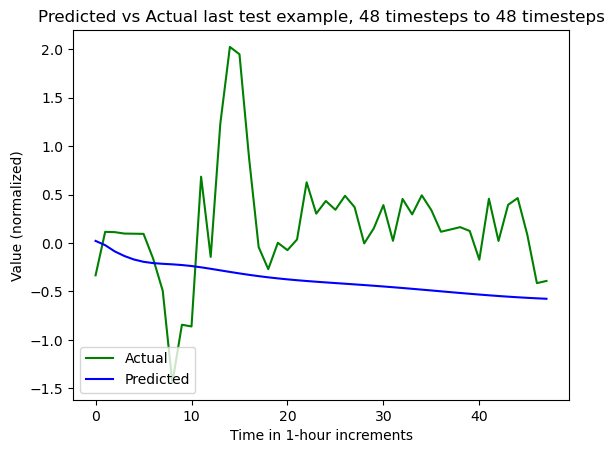 Predicted vs Actual last test example, 48 timesteps to 48 timesteps
Value (normalized)
2.0
1.5
1.0
0.5
0.0
−0.5
−1.0
−1.5
Actual
Predicted
0 10 20 30 40
Time in 1-hour increments